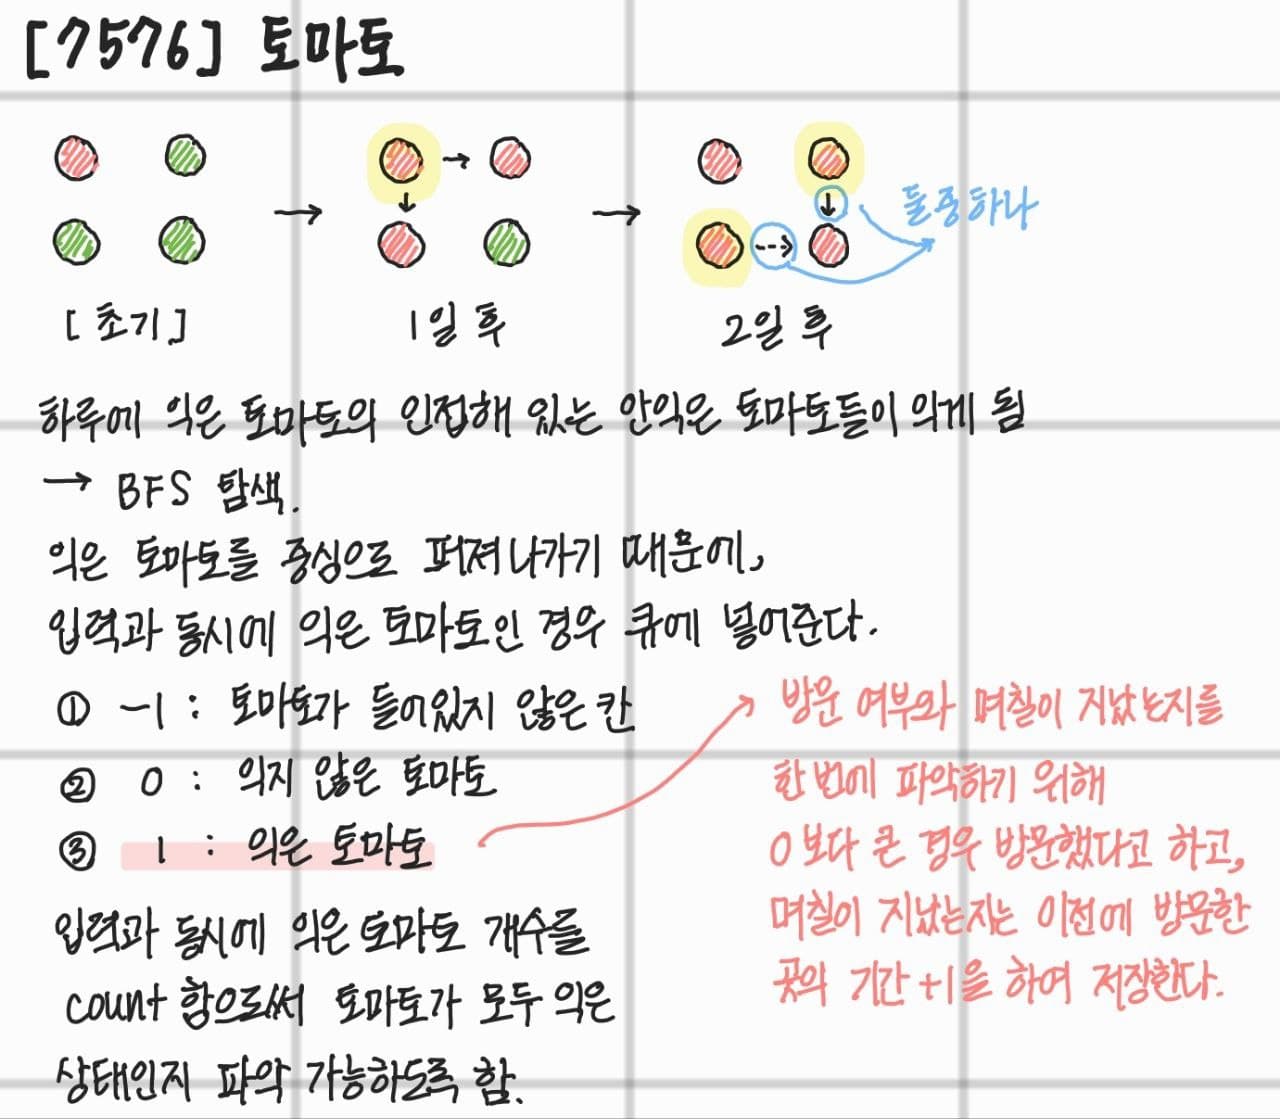 [7576] 토마토
둘중하나
[초기]
1일 후
2일 후
하루에 익은 토마토의 인접해 있는 안익은 토마토들이 익게 됨
→ BFS 탐색.
익은 토마토를 중심으로 퍼져나가기 때문에,
입력과 동시에 익은 토마토인 경우 큐에 넣어준다.
① -1 : 토마토가 들어있지 않은 칸
② 0 : 익지 않은 토마토
③ 1 : 익은 토마토
입력과 동시에 익은 토마토 개수를
count 함으로써 토마토가 모두 익은
상태인지 파악 가능하도록 함.
방문 여부와 며칠이 지났는지를
한 번에 파악하기 위해
0보다 큰 경우 방문했다고 하고,
며칠이 지났는지는 이전에 방문한
곳의 기간 +1을 하여 저장한다.